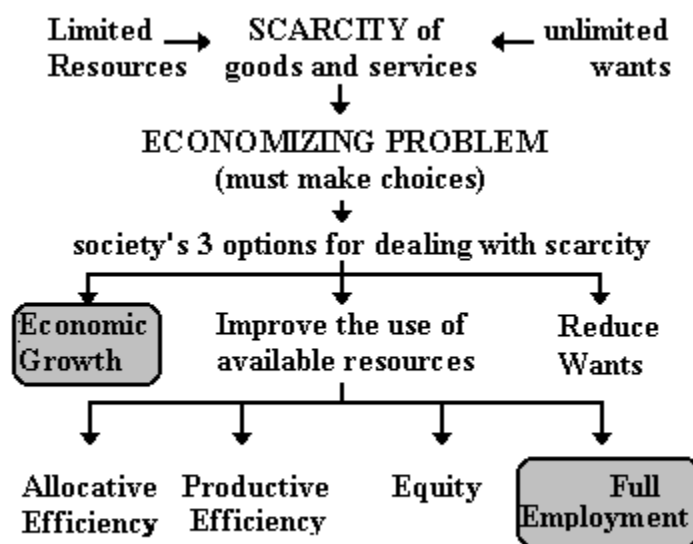 Limited
Resources
SCARCITY of
goods and services
unlimited
wants
ECONOMIZING PROBLEM
(must make choices)
society's 3 options for dealing with scarcity
Economic
Growth
Improve the use of
available resources
Reduce
Wants
Allocative
Efficiency
Productive
Efficiency
Equity
Full
Employment